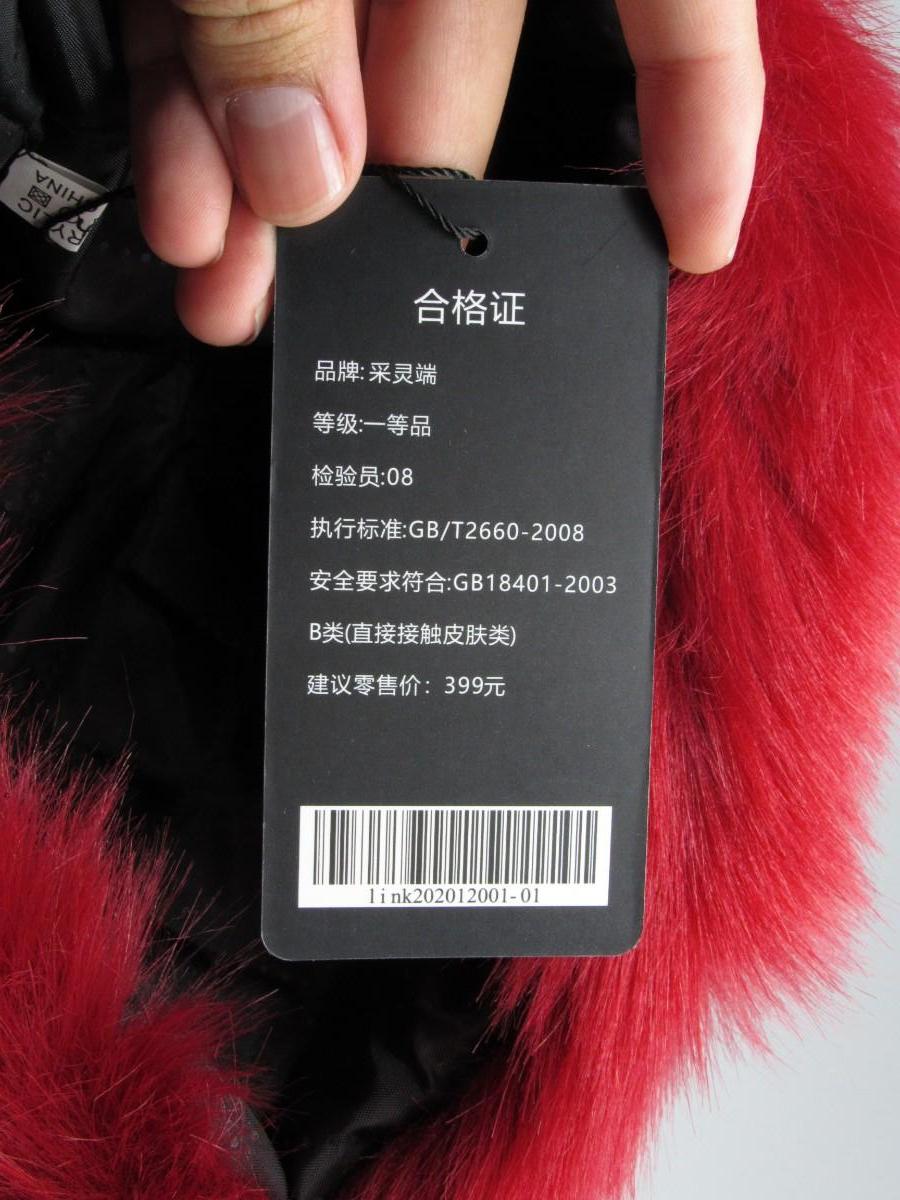 合格证
品牌: 采灵端
等级:一等品
检验员:08
执行标准:GB/T2660-2008
安全要求符合:GB18401-2003
B类(直接接触皮肤类)
建议零售价：399元
link202012001-01